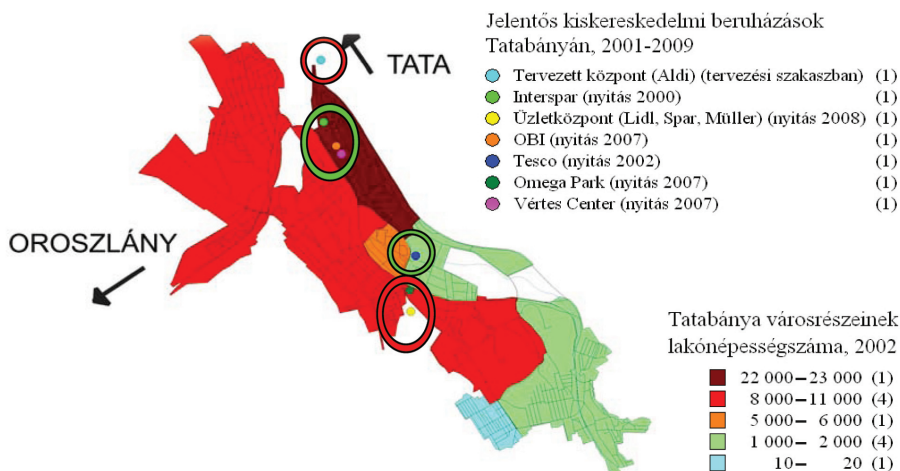 Jelentős kiskereskedelmi beruházások
Tatabányán, 2001-2009
Tervezett központ (Aldi) (tervezési szakaszban) (1)
Interspar (nyitás 2000) (1)
Üzletközpont (Lidl, Spar, Müller) (nyitás 2008) (1)
OBI (nyitás 2007) (1)
Tesco (nyitás 2002) (1)
Omega Park (nyitás 2007) (1)
Vértes Center (nyitás 2007) (1)
TATA
OROSZLÁNY
Tatabánya városrészeinek
lakónépességszáma, 2002
22 000 – 23 000 (1)
8 000 – 11 000 (4)
5 000 – 6 000 (1)
1 000 – 2 000 (4)
10 – 20 (1)